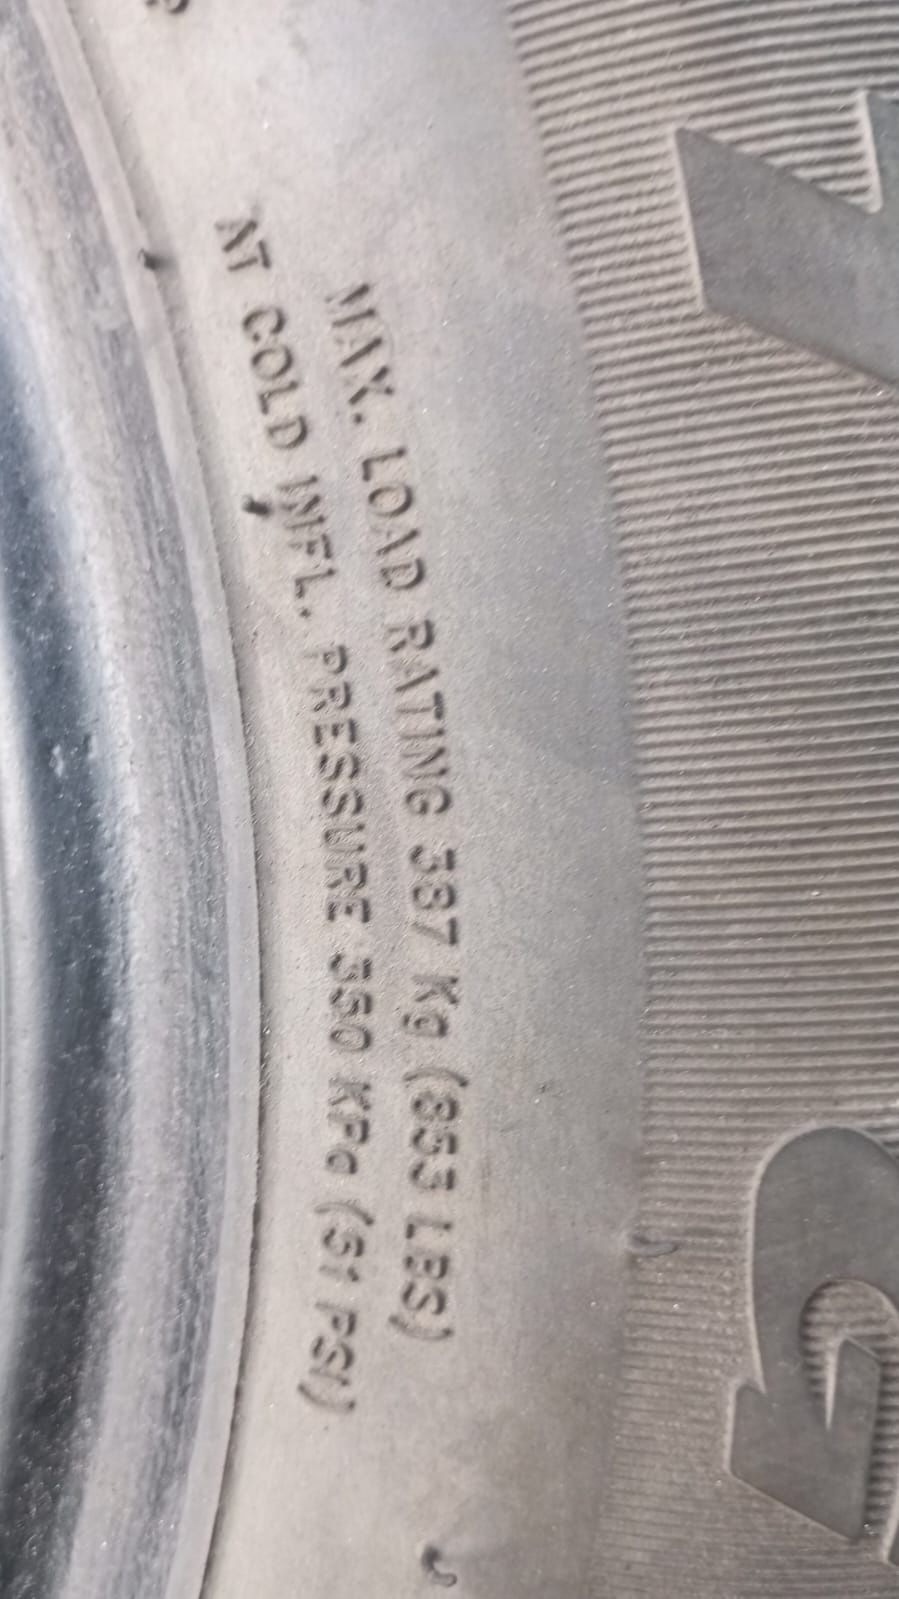 MAX. LOAD RATING 387 Kg (853 LBS)
AT COLD INFL. PRESSURE 350 KPa (51 PSI)